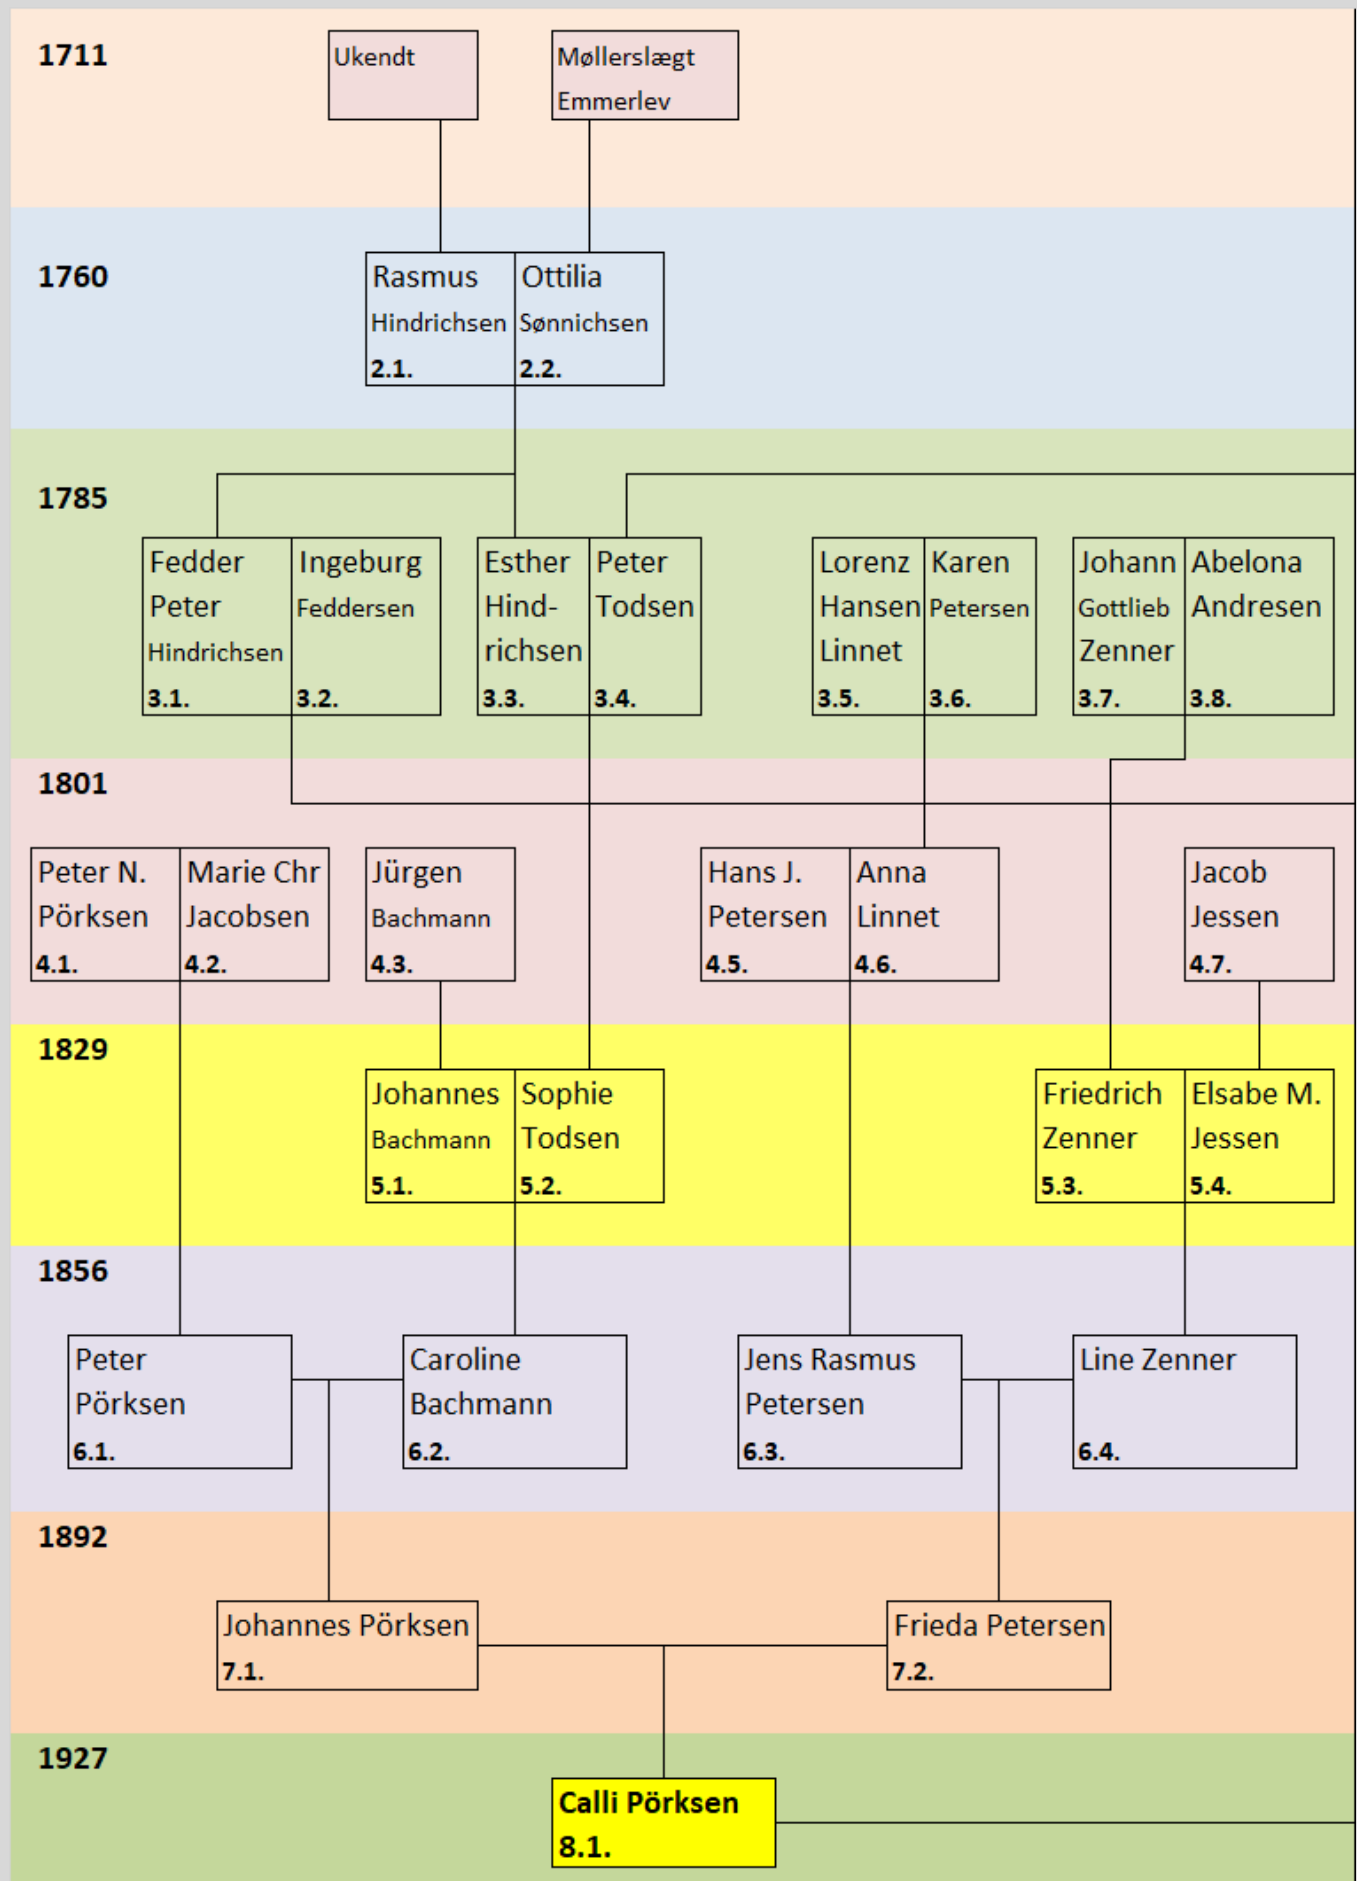 1711
Ukendt
Møllerslægt
Emmerlev
1760
Rasmus
Hindrichsen
2.1.
Ottilia
Sønnichsen
2.2.
1785
Fedder
Peter
Hindrichsen
3.1.
Ingeburg
Feddersen
3.2.
Esther
Hind-
richsen
3.3.
Peter
Todsen
3.4.
Lorenz
Hansen
Linnet
3.5.
Karen
Petersen
3.6.
Johann
Gottlieb
Zenner
3.7.
Abelona
Andresen
3.8.
1801
Peter N.
Pörksen
4.1.
Marie Chr
Jacobsen
4.2.
Jürgen
Bachmann
4.3.
Hans J.
Petersen
4.5.
Anna
Linnet
4.6.
Jacob
Jessen
4.7.
1829
Johannes
Bachmann
5.1.
Sophie
Todsen
5.2.
Friedrich
Zenner
5.3.
Elsabe M.
Jessen
5.4.
1856
Peter
Pörksen
6.1.
Caroline
Bachmann
6.2.
Jens Rasmus
Petersen
6.3.
Line Zenner
6.4.
1892
Johannes Pörksen
7.1.
Frieda Petersen
7.2.
1927
Calli Pörksen
8.1.